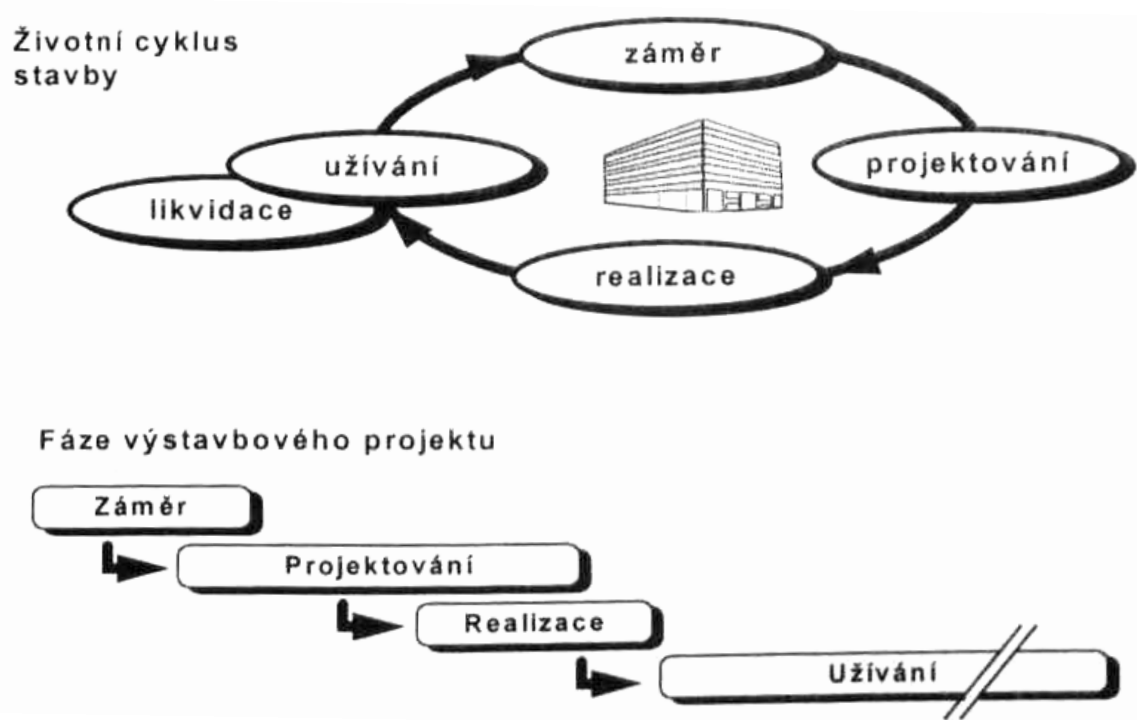 Životní cyklus
stavby
záměr
užívání
projektování
likvidace
realizace
Fáze výstavbového projektu
Záměr
Projektování
Realizace
Užívání